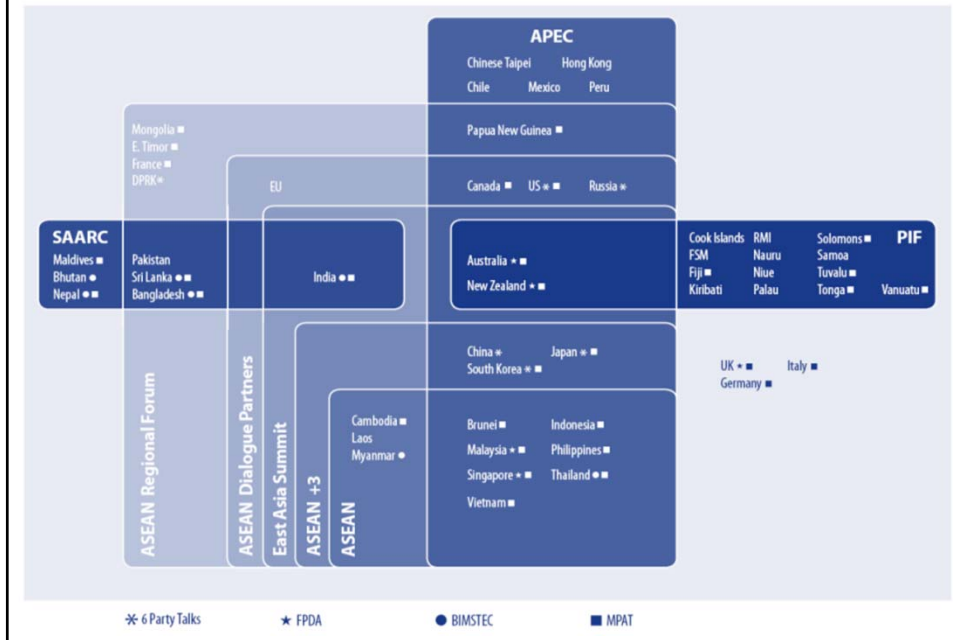 APEC
Chinese Taipei Hong Kong
Chile Mexico Peru
Mongolia ■
E. Timor ■
France ■
DPRK ✳
Papua New Guinea ■
EU
Canada ■ US ✳ ■ Russia ✳
SAARC
Maldives ■
Bhutan ●
Nepal ● ■
Pakistan
Sri Lanka ● ■
Bangladesh ● ■
India ● ■
Australia ★ ■
New Zealand ★ ■
Cook Islands RMI Solomons ■ PIF
FSM Nauru Samoa
Fiji ■ Niue Tuvalu ■
Kiribati Palau Tonga ■ Vanuatu ■
China ✳ Japan ✳ ■
South Korea ✳ ■
UK ★ ■ Italy ■
Germany ■
Cambodia ■
Laos
Myanmar ●
Brunei ■ Indonesia ■
Malaysia ★ ■ Philippines ■
Singapore ★ ■ Thailand ● ■
Vietnam ■
ASEAN Regional Forum
ASEAN Dialogue Partners
East Asia Summit
ASEAN +3
ASEAN
✳ 6 Party Talks ★ FPDA ● BIMSTEC ■ MPAT